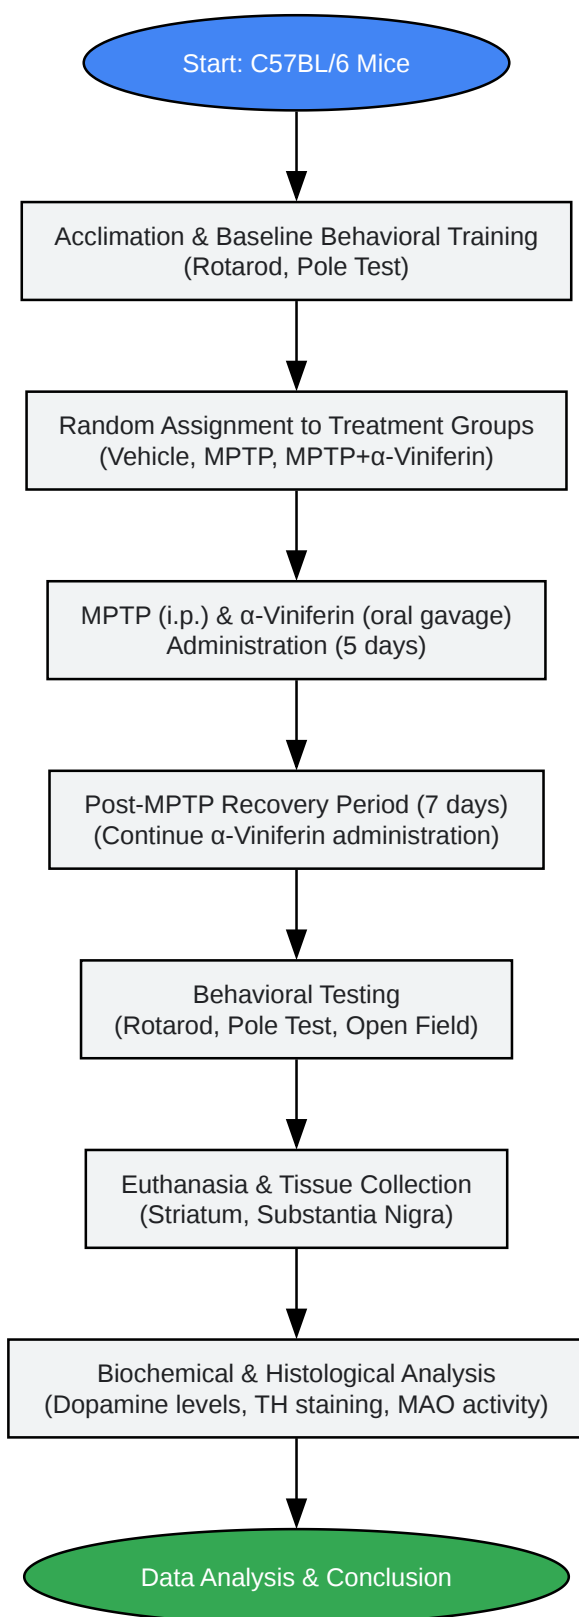 Start: C57BL/6 Mice
Acclimation & Baseline Behavioral Training
(Rotarod, Pole Test)
Random Assignment to Treatment Groups
(Vehicle, MPTP, MPTP+α-Viniferin)
MPTP (i.p.) & α-Viniferin (oral gavage)
Administration (5 days)
Post-MPTP Recovery Period (7 days)
(Continue α-Viniferin administration)
Behavioral Testing
(Rotarod, Pole Test, Open Field)
Euthanasia & Tissue Collection
(Striatum, Substantia Nigra)
Biochemical & Histological Analysis
(Dopamine levels, TH staining, MAO activity)
Data Analysis & Conclusion